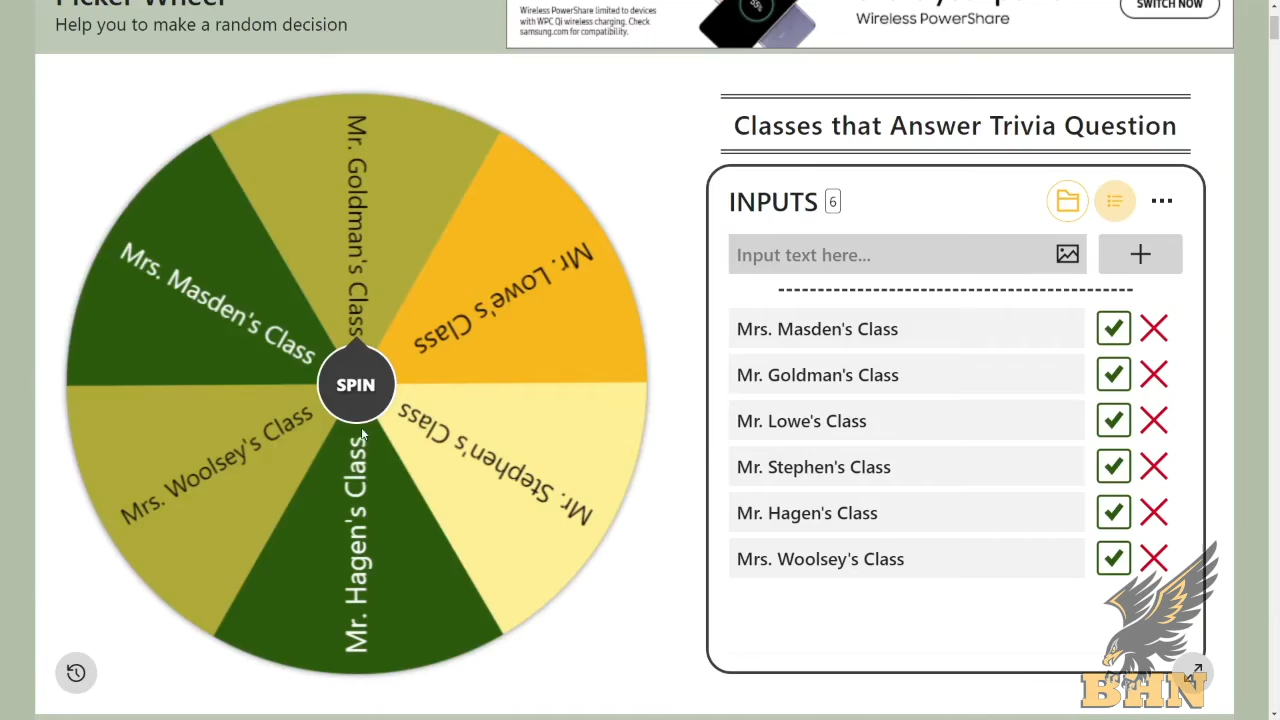 Picker Wheel
Help you to make a random decision
Wireless PowerShare limited to devices
with WPC Qi wireless charging. Check
samsung.com for compatibility.
55%
Wireless PowerShare
SWITCH NOW
Mr. Goldman's Class
Mr. Lowe's Class
Mr. Stephen's Class
Mr. Hagen's Class
Mrs. Woolsey's Class
Mrs. Masden's Class
SPIN
Classes that Answer Trivia Question
INPUTS 6
Input text here...
Mrs. Masden's Class
Mr. Goldman's Class
Mr. Lowe's Class
Mr. Stephen's Class
Mr. Hagen's Class
Mrs. Woolsey's Class
BHN